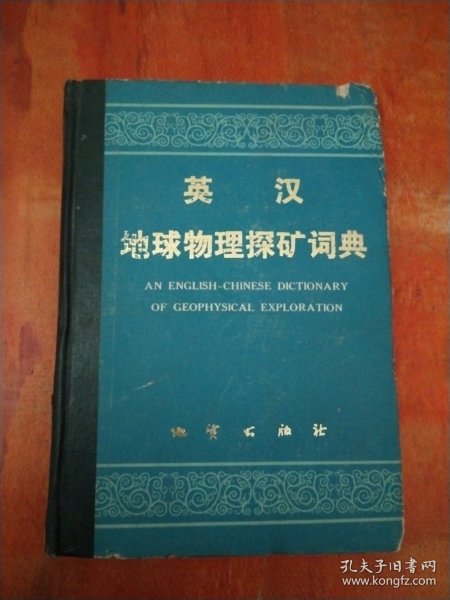 英 汉
地球物理探矿词典
AN ENGLISH-CHINESE DICTIONARY
OF GEOPHYSICAL EXPLORATION
地质出版社
孔夫子旧书网
www.kongfz.com